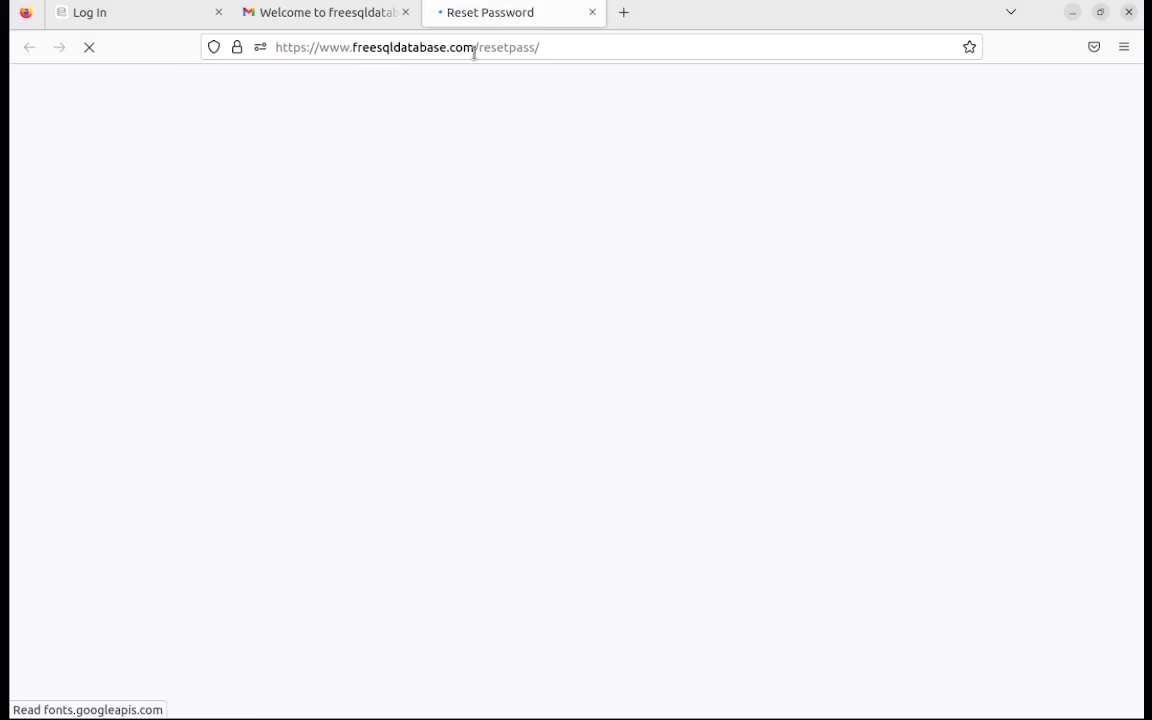 Log In
Welcome to freesqldatab
Reset Password
https://www.freesqldatabase.com/resetpass/
Read fonts.googleapis.com